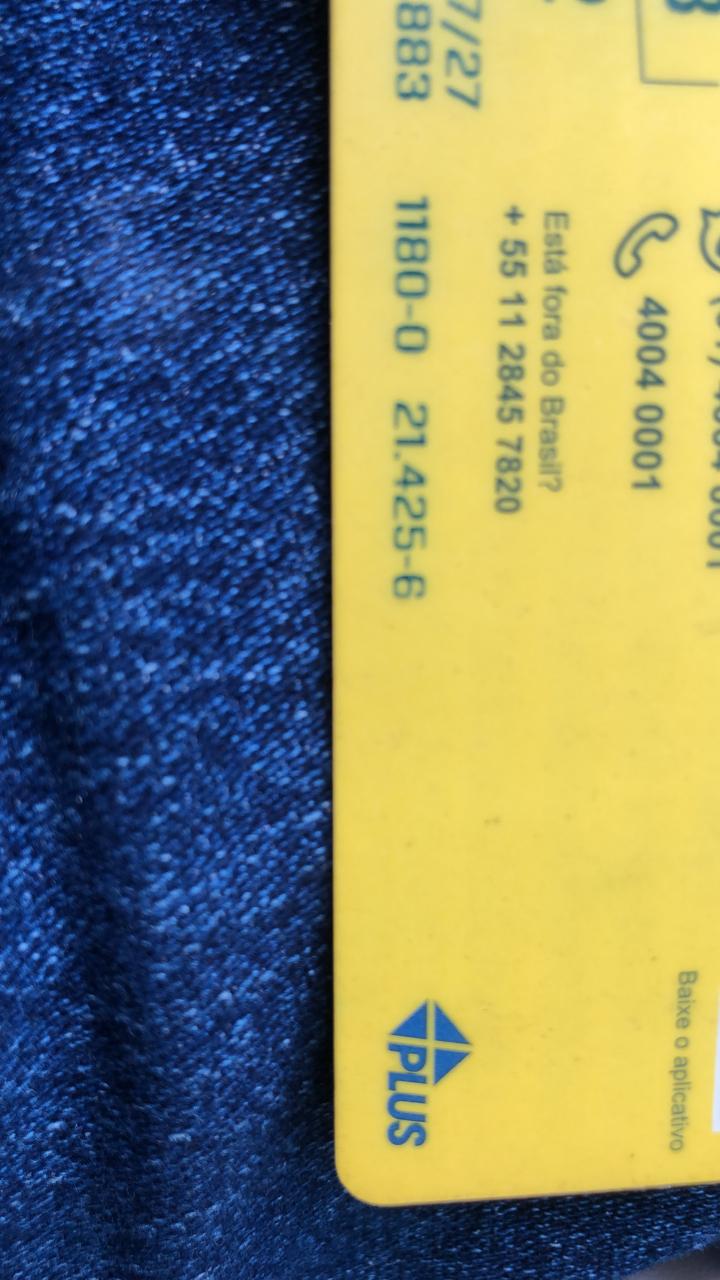 4004 0001
Baixe o aplicativo
Está fora do Brasil?
+ 55 11 2845 7820
7/27
883 1180-0 21.425-6
PLUS